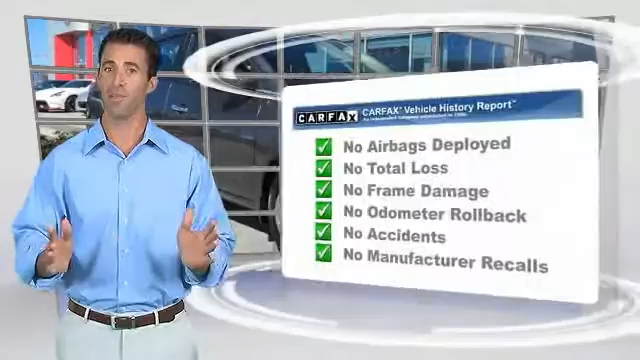 CARFAX
CARFAX™ Vehicle History Report™
No Airbags Deployed
No Total Loss
No Frame Damage
No Odometer Rollback
No Accidents
No Manufacturer Recalls